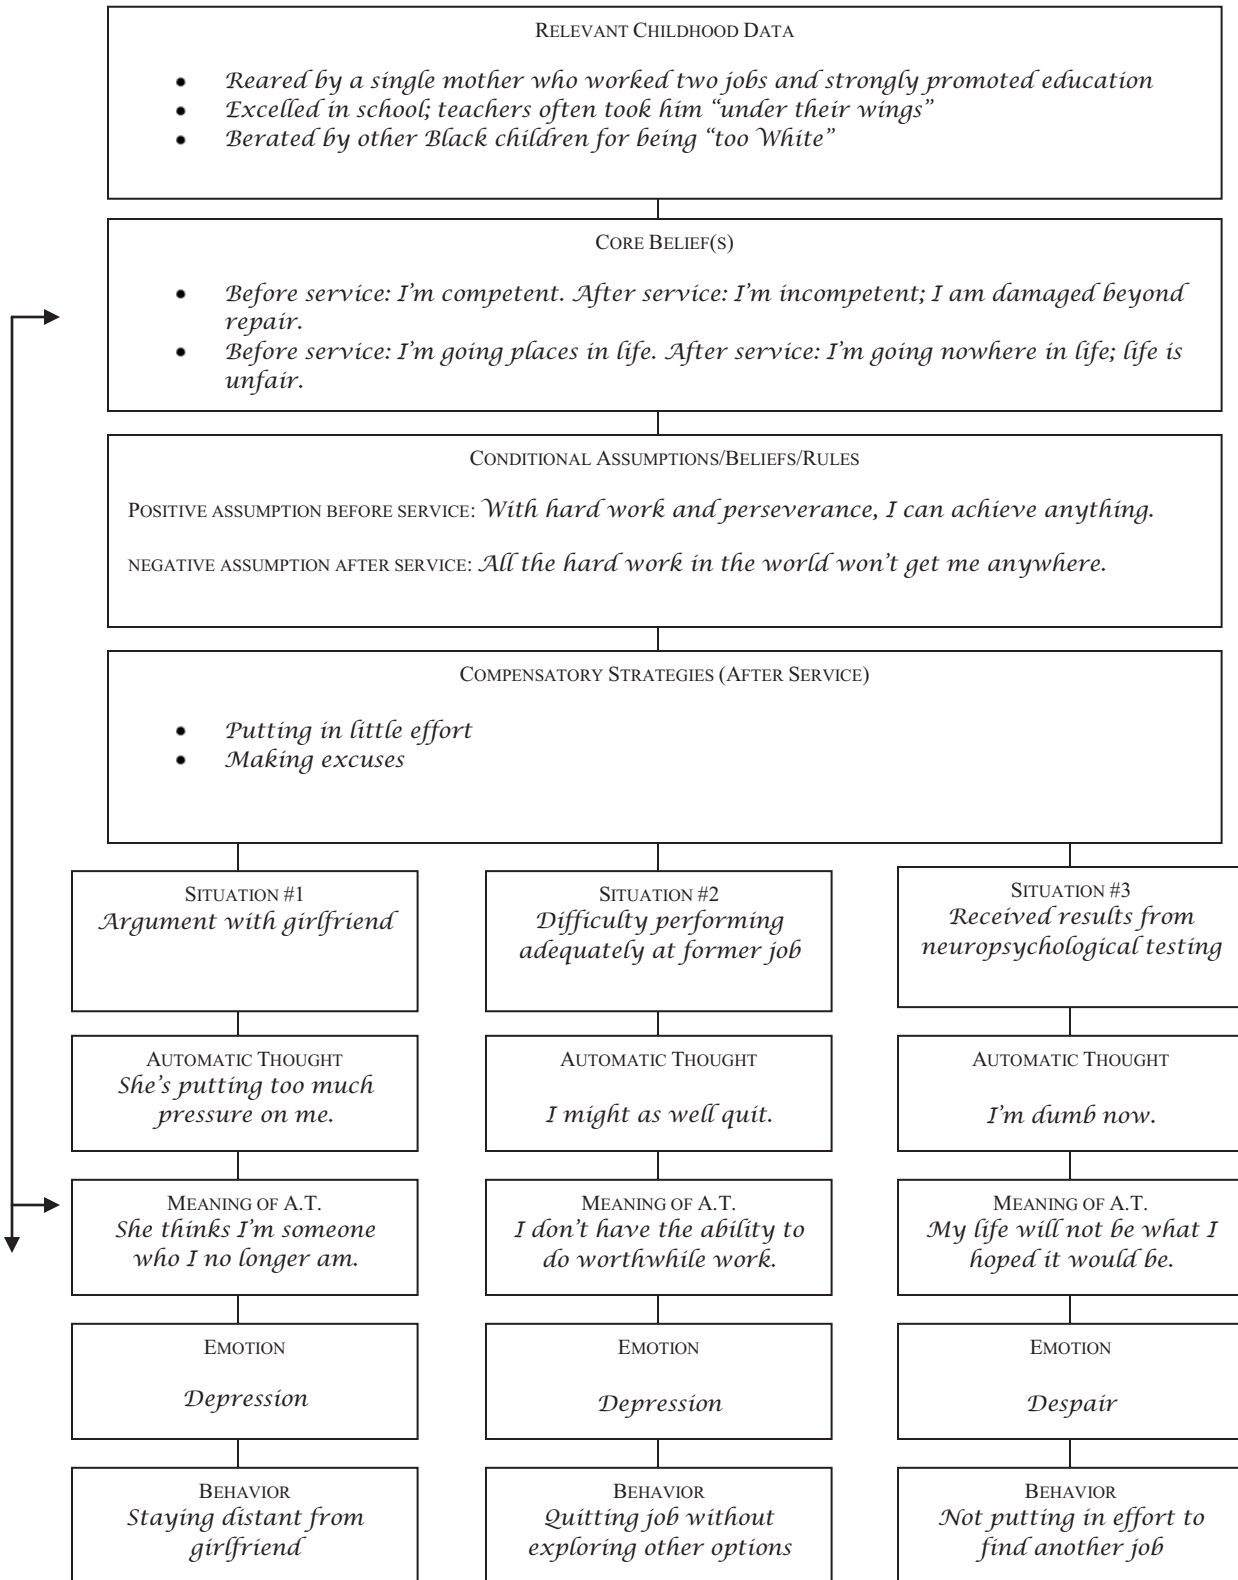 RELEVANT CHILDHOOD DATA
• Reared by a single mother who worked two jobs and strongly promoted education
• Excelled in school; teachers often took him “under their wings”
• Berated by other Black children for being “too White”
CORE BELIEF(S)
• Before service: I’m competent. After service: I’m incompetent; I am damaged beyond
repair.
• Before service: I’m going places in life. After service: I’m going nowhere in life; life is
unfair.
CONDITIONAL ASSUMPTIONS/BELIEFS/RULES
POSITIVE ASSUMPTION BEFORE SERVICE: With hard work and perseverance, I can achieve anything.
NEGATIVE ASSUMPTION AFTER SERVICE: All the hard work in the world won’t get me anywhere.
COMPENSATORY STRATEGIES (AFTER SERVICE)
• Putting in little effort
• Making excuses
SITUATION #1
Argument with girlfriend
SITUATION #2
Difficulty performing
adequately at former job
SITUATION #3
Received results from
neuropsychological testing
AUTOMATIC THOUGHT
She’s putting too much
pressure on me.
AUTOMATIC THOUGHT
I might as well quit.
AUTOMATIC THOUGHT
I’m dumb now.
MEANING OF A.T.
She thinks I’m someone
who I no longer am.
MEANING OF A.T.
I don’t have the ability to
do worthwhile work.
MEANING OF A.T.
My life will not be what I
hoped it would be.
EMOTION
Depression
EMOTION
Depression
EMOTION
Despair
BEHAVIOR
Staying distant from
girlfriend
BEHAVIOR
Quitting job without
exploring other options
BEHAVIOR
Not putting in effort to
find another job